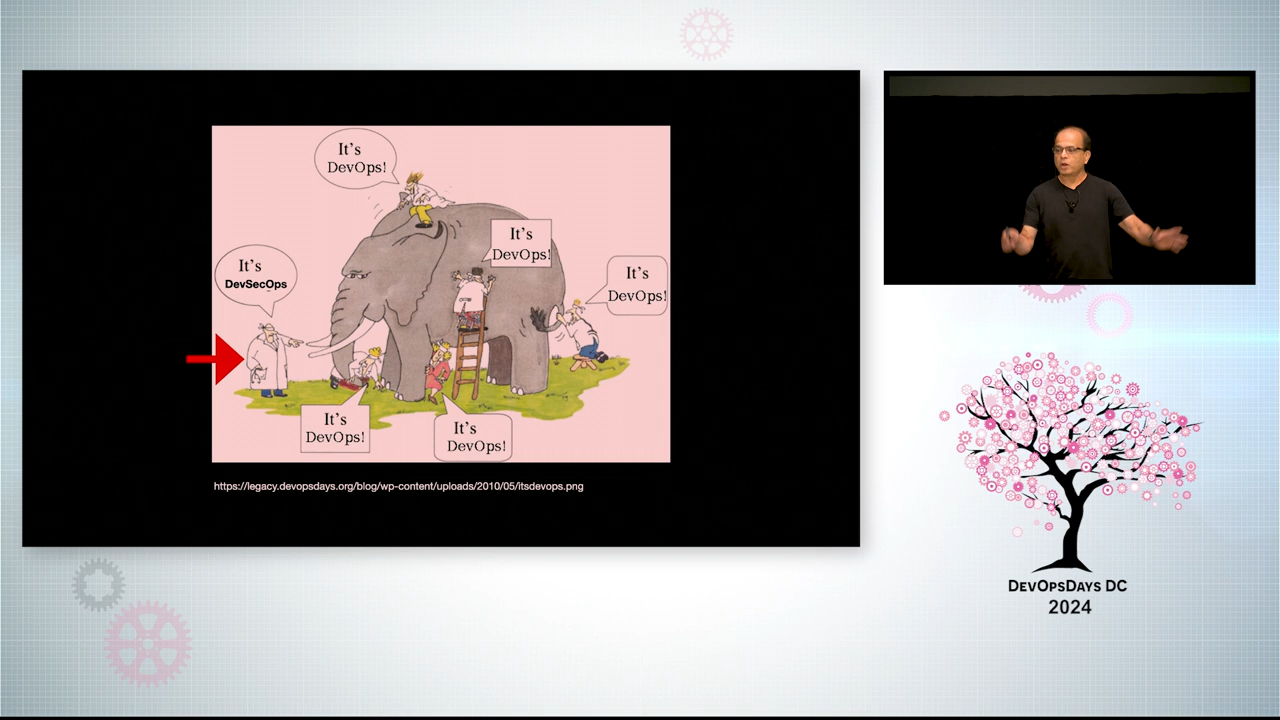 It's
DevOps!
It's
DevOps!
It's
DevSecOps
It's
DevOps!
It's
DevOps!
It's
DevOps!
https://legacy.devopsdays.org/blog/wp-content/uploads/2010/05/itsdevops.png
DevOpsDays DC
2024